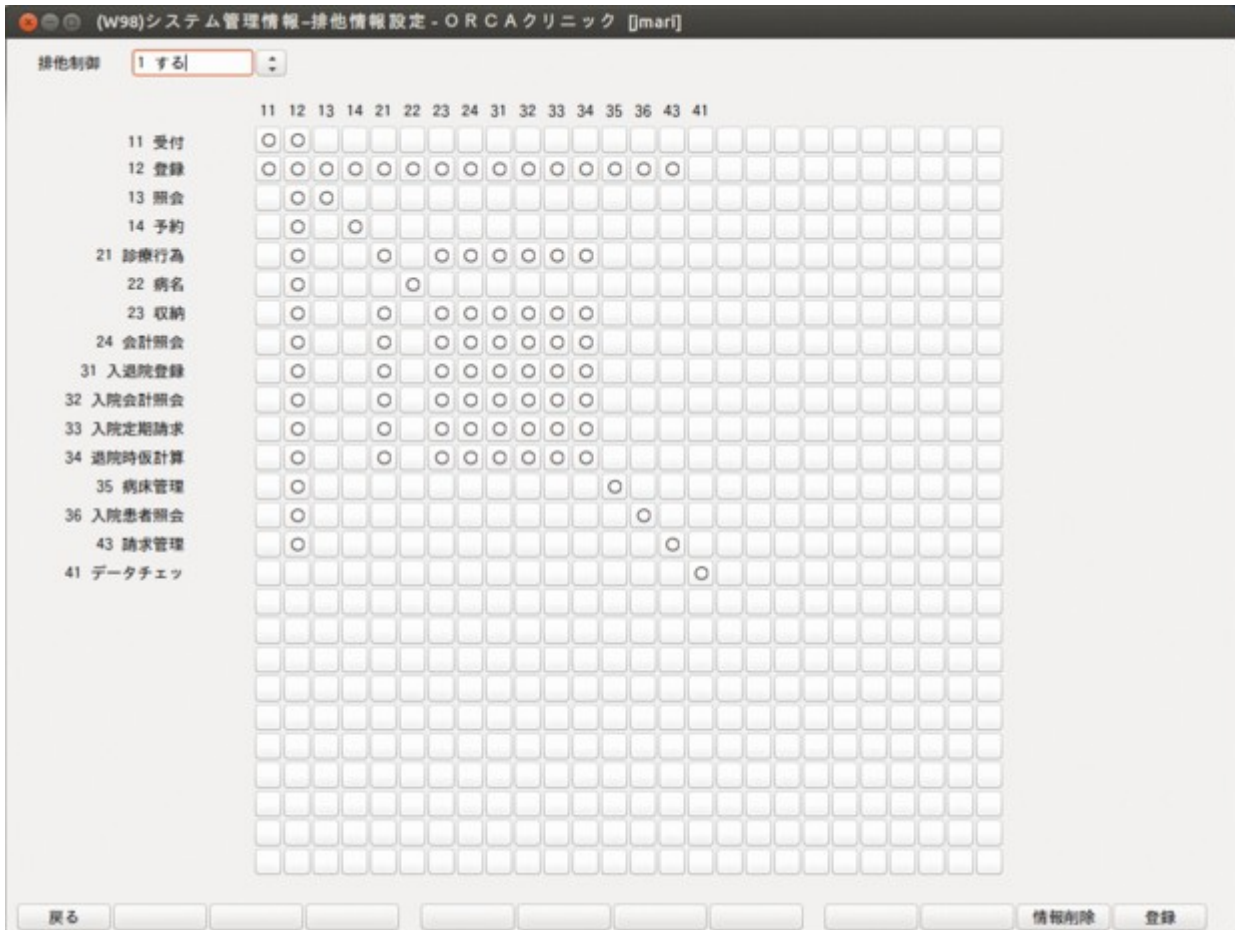 (W98)システム管理情報–排他情報設定 - ＯＲＣＡクリニック [jmari]
排他制御 1 する
11 12 13 14 21 22 23 24 31 32 33 34 35 36 43 41
11 受付 ○ ○
12 登録 ○ ○ ○ ○ ○ ○ ○ ○ ○ ○ ○ ○ ○ ○ ○
13 照会 ○ ○
14 予約 ○ ○
21 診療行為 ○ ○ ○ ○ ○ ○ ○ ○
22 病名 ○ ○
23 収納 ○ ○ ○ ○ ○ ○ ○ ○
24 会計照会 ○ ○ ○ ○ ○ ○ ○ ○
31 入退院登録 ○ ○ ○ ○ ○ ○ ○ ○
32 入院会計照会 ○ ○ ○ ○ ○ ○ ○ ○
33 入院定期請求 ○ ○ ○ ○ ○ ○ ○ ○
34 退院時仮計算 ○ ○ ○ ○ ○ ○ ○ ○
35 病床管理 ○ ○
36 入院患者照会 ○ ○
43 請求管理 ○ ○
41 データチェッ ○
戻る 情報削除 登録